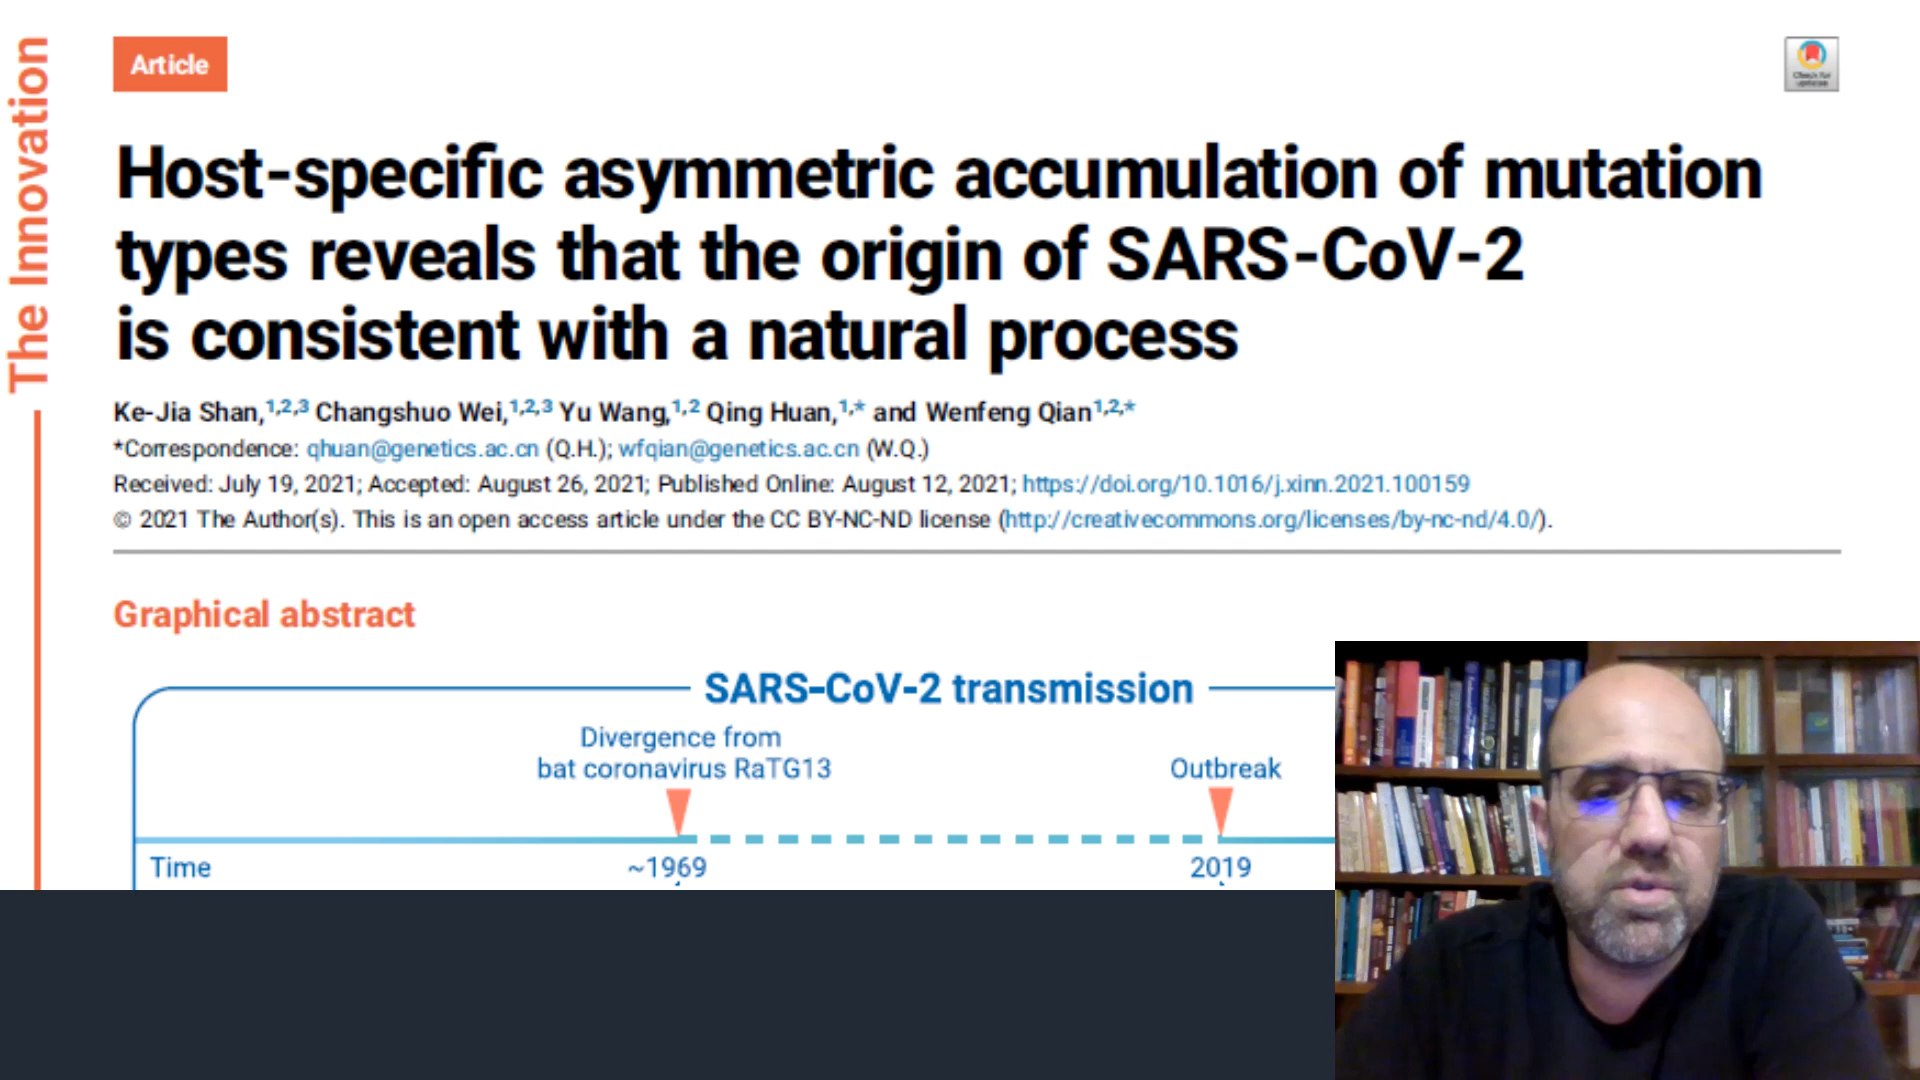 The Innovation
Article
Check for
updates
Host-specific asymmetric accumulation of mutation
types reveals that the origin of SARS-CoV-2
is consistent with a natural process
Ke-Jia Shan,1,2,3 Changshuo Wei,1,2,3 Yu Wang,1,2 Qing Huan,1,* and Wenfeng Qian1,2,*
*Correspondence: qhuan@genetics.ac.cn (Q.H.); wfqian@genetics.ac.cn (W.Q.)
Received: July 19, 2021; Accepted: August 26, 2021; Published Online: August 12, 2021; https://doi.org/10.1016/j.xinn.2021.100159
© 2021 The Author(s). This is an open access article under the CC BY-NC-ND license (http://creativecommons.org/licenses/by-nc-nd/4.0/).
Graphical abstract
SARS-CoV-2 transmission
Divergence from
bat coronavirus RaTG13
Outbreak
Time
~1969
2019